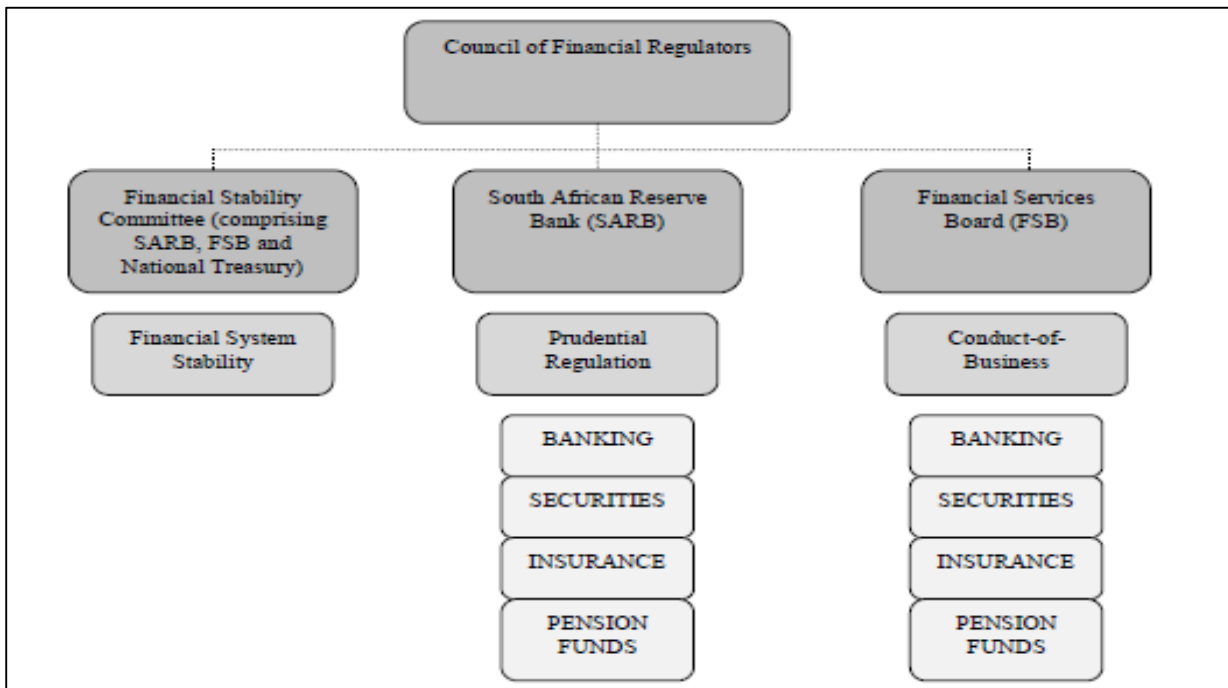 Council of Financial Regulators
Financial Stability
Committee (comprising
SARB, FSB and
National Treasury)
South African Reserve
Bank (SARB)
Financial Services
Board (FSB)
Financial System
Stability
Prudential
Regulation
Conduct-of-
Business
BANKING
SECURITIES
INSURANCE
PENSION
FUNDS
BANKING
SECURITIES
INSURANCE
PENSION
FUNDS